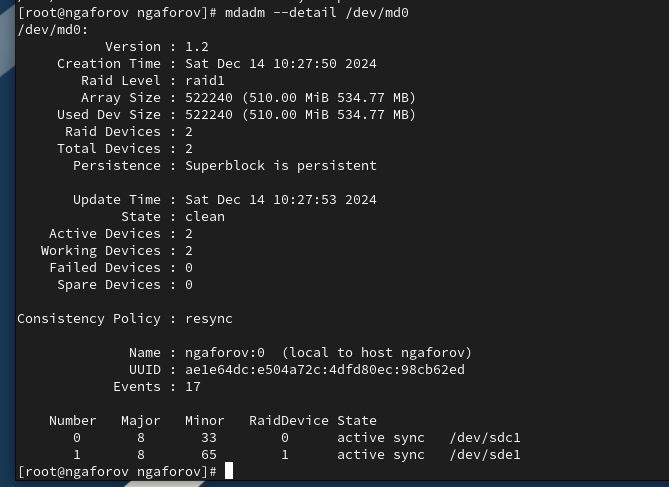 [root@ngaforov ngaforov]# mdadm --detail /dev/md0
/dev/md0:
Version : 1.2
Creation Time : Sat Dec 14 10:27:50 2024
Raid Level : raid1
Array Size : 522240 (510.00 MiB 534.77 MB)
Used Dev Size : 522240 (510.00 MiB 534.77 MB)
Raid Devices : 2
Total Devices : 2
Persistence : Superblock is persistent
Update Time : Sat Dec 14 10:27:53 2024
State : clean
Active Devices : 2
Working Devices : 2
Failed Devices : 0
Spare Devices : 0
Consistency Policy : resync
Name : ngaforov:0  (local to host ngaforov)
UUID : ae1e64dc:e504a72c:4dfd80ec:98cb62ed
Events : 17
Number   Major   Minor   RaidDevice State
0       8       33        0      active sync   /dev/sdc1
1       8       65        1      active sync   /dev/sde1
[root@ngaforov ngaforov]#